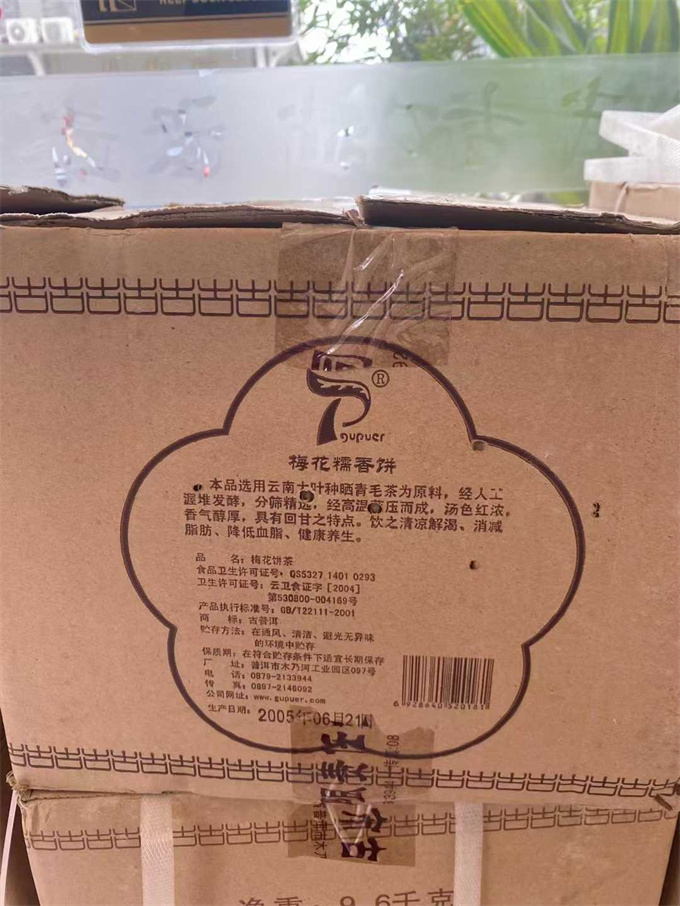 ®
gupuer
梅花糯香饼
本品选用云南大叶种晒青毛茶为原料，经人工
渥堆发酵，分筛精选，经高温蒸压而成，汤色红浓，
香气醇厚，具有回甘之特点。饮之清凉解渴、消减
脂肪、降低血脂、健康养生。
品 名：梅花饼茶
食品卫生许可证号：QS5327 1401 0293
卫生许可证号：云卫食证字［2004］
第530800-004169号
产品执行标准号：GB/T22111-2001
商 标：古普洱
贮存方法：在通风、清洁、避光无异味
的环境中贮存
保质期：在符合贮存条件下适宜长期保存
厂 址：普洱市木乃河工业园区097号
电 话：0879-2133944
传 真：0897-2146092
公司网址：www.gupuer.com
生产日期：2005年06月21日
6 928640 520181
净重：9.6千克